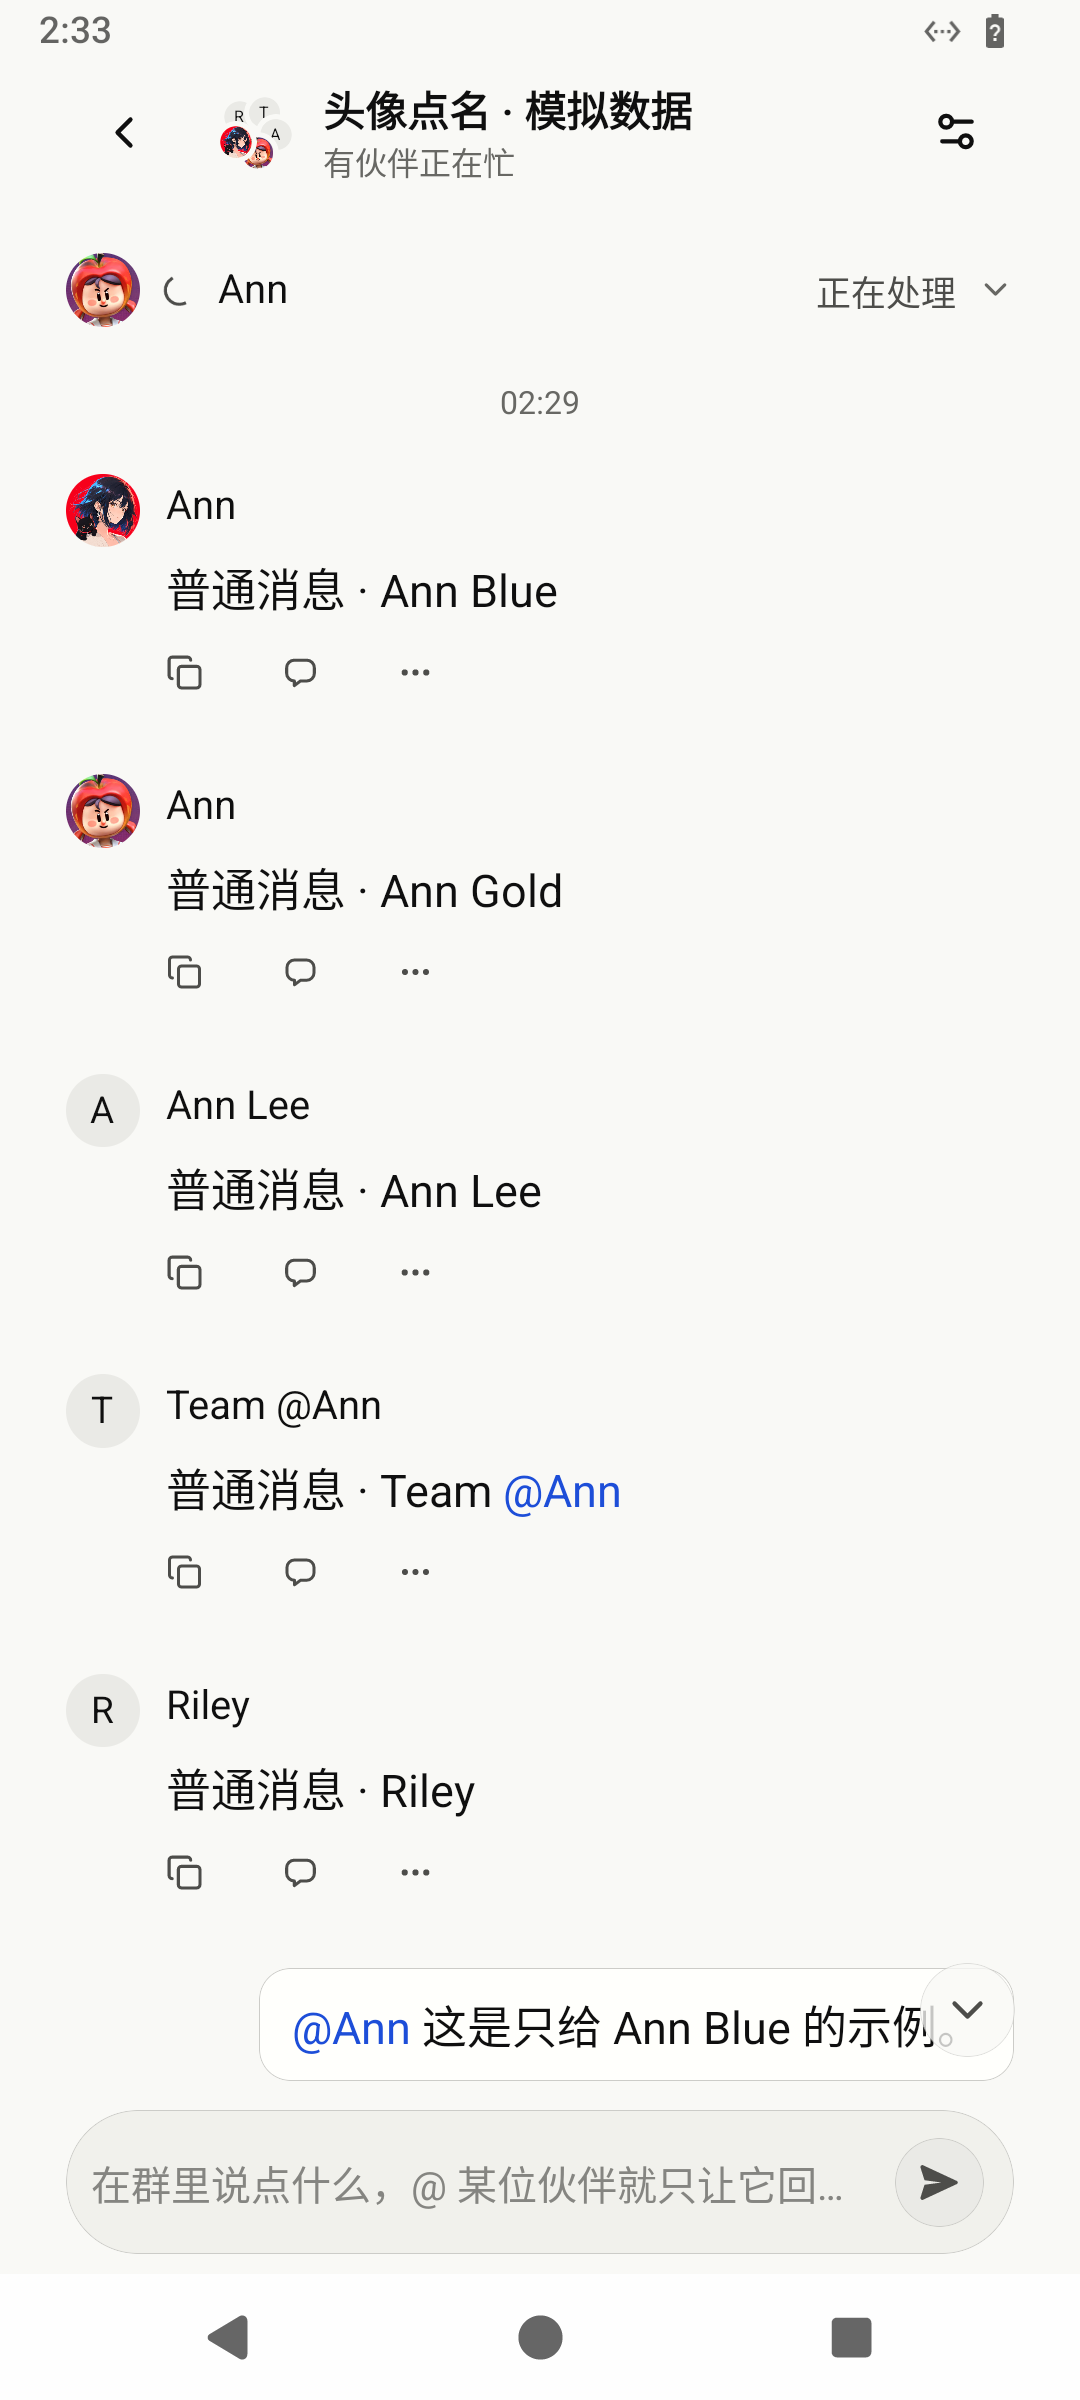 2:33
R T A
头像点名 · 模拟数据
有伙伴正在忙
Ann
正在处理
02:29
Ann
普通消息 · Ann Blue
Ann
普通消息 · Ann Gold
A
Ann Lee
普通消息 · Ann Lee
T
Team @Ann
普通消息 · Team @Ann
R
Riley
普通消息 · Riley
@Ann 这是只给 Ann Blue 的示例。
在群里说点什么，@ 某位伙伴就只让它回...